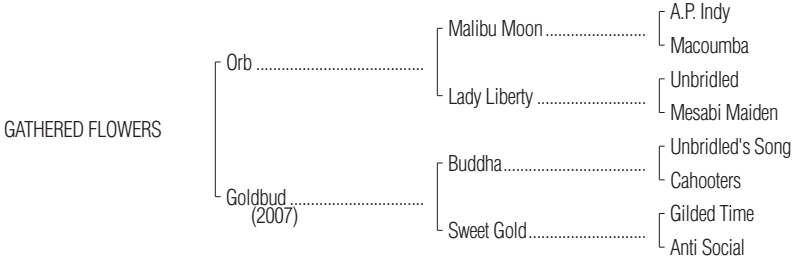 A.P. Indy
Malibu Moon
Macoumba
Orb
Unbridled
Lady Liberty
Mesabi Maiden
GATHERED FLOWERS
Unbridled's Song
Buddha
Cahooters
Goldbud
(2007)
Gilded Time
Sweet Gold
Anti Social